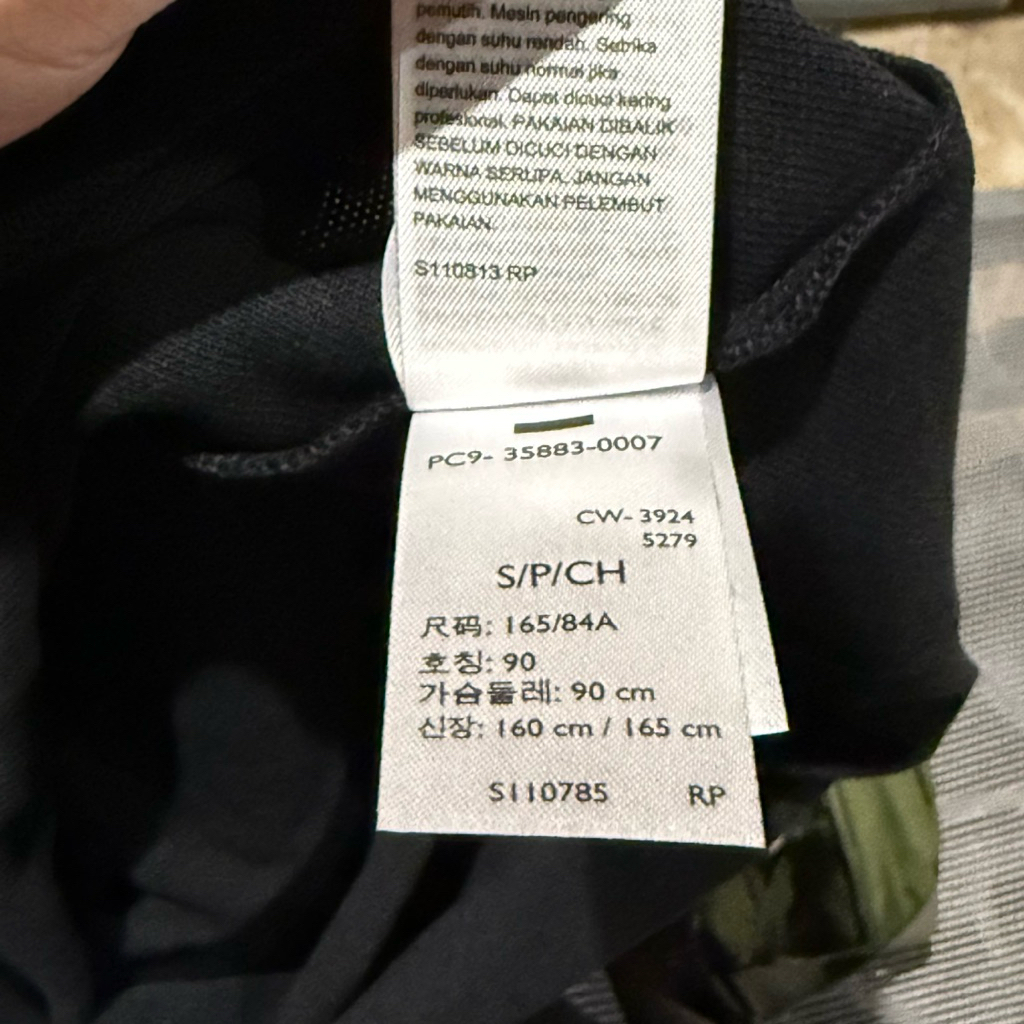 pemutih. Mesin pengering
dengan suhu rendah. Setrika
dengan suhu normal jika
diperlukan. Dapat dicuci kering
profesional. PAKAIAN DIBALIK
SEBELUM DICUCI DENGAN
WARNA SERUPA. JANGAN
MENGGUNAKAN PELEMBUT
PAKAIAN.
S110813 RP
PC9- 35883-0007
CW- 3924
5279
S/P/CH
尺码: 165/84A
호칭: 90
가슴둘레: 90 cm
신장: 160 cm / 165 cm
S110785 RP